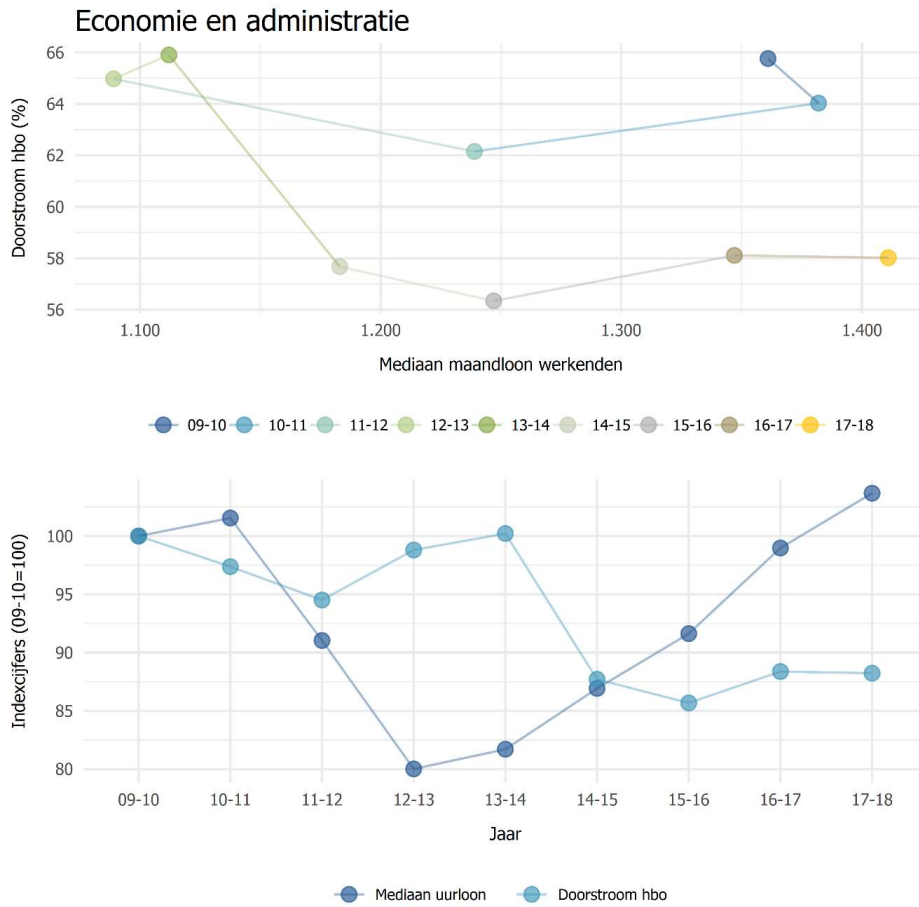 Economie en administratie
Doorstroom hbo (%)
66
64
62
60
58
56
1.100 1.200 1.300 1.400
Mediaan maandloon werkenden
09-10 10-11 11-12 12-13 13-14 14-15 15-16 16-17 17-18
Indexcijfers (09-10=100)
100
95
90
85
80
09-10 10-11 11-12 12-13 13-14 14-15 15-16 16-17 17-18
Jaar
Mediaan uurloon Doorstroom hbo